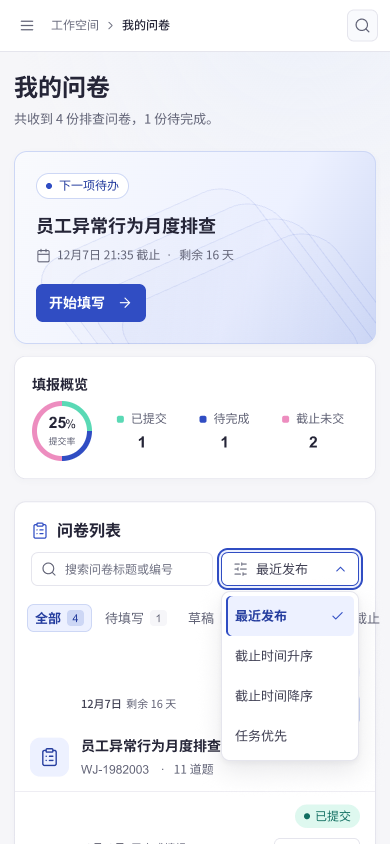 工作空间 > 我的问卷
我的问卷
共收到 4 份排查问卷，1 份待完成。
下一项待办
员工异常行为月度排查
12月7日 21:35 截止 · 剩余 16 天
开始填写
填报概览
25%
提交率
已提交
1
待完成
1
截止未交
2
问卷列表
搜索问卷标题或编号
最近发布
全部 4
待填写 1
草稿
截止
最近发布
截止时间升序
截止时间降序
任务优先
12月7日 剩余 16 天
员工异常行为月度排查
WJ-1982003 · 11 道题
已提交